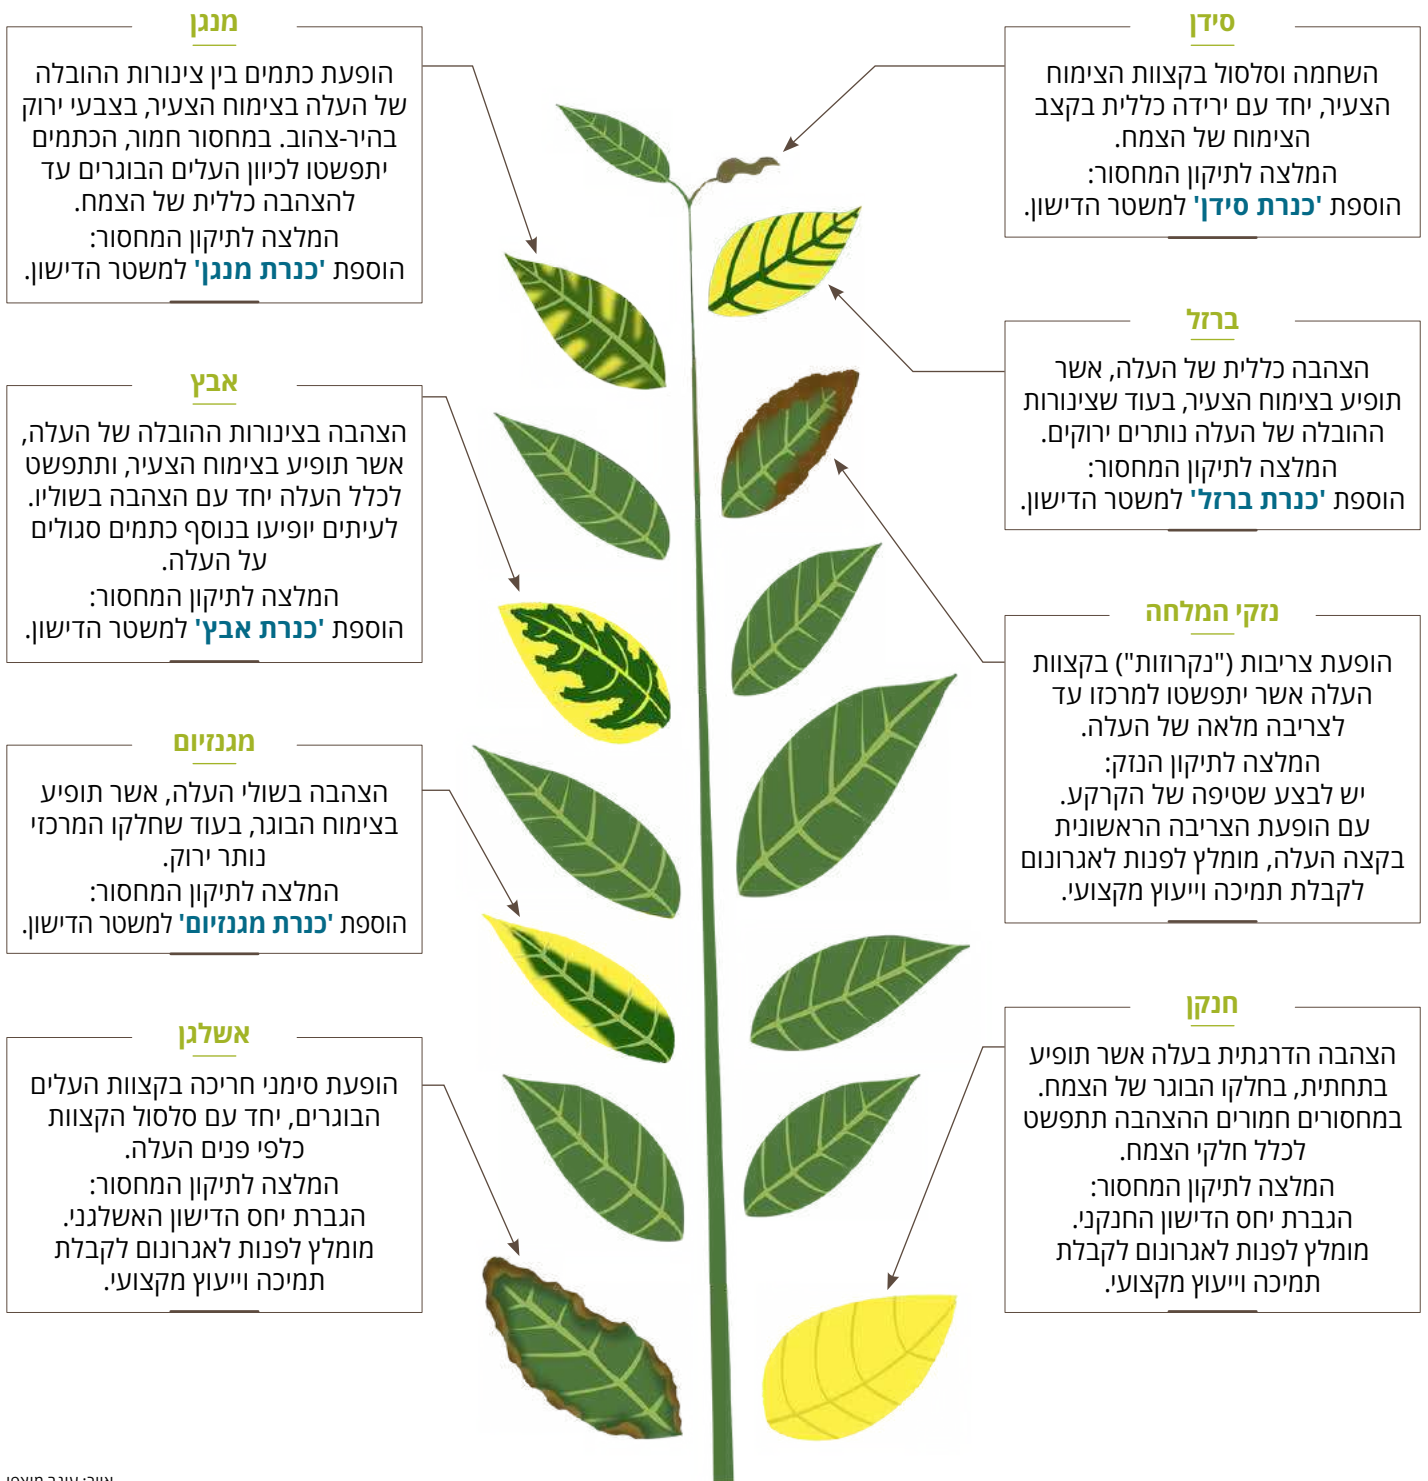 סידן
השחמה וסלסול בקצוות הצימוח
הצעיר, יחד עם ירידה כללית בקצב
הצימוח של הצמח.
המלצה לתיקון המחסור:
הוספת 'כנרת סידן' למשטר הדישון.
ברזל
הצהבה כללית של העלה, אשר
תופיע בצימוח הצעיר, בעוד שצינורות
ההובלה של העלה נותרים ירוקים.
המלצה לתיקון המחסור:
הוספת 'כנרת ברזל' למשטר הדישון.
נזקי המלחה
הופעת צריבות ("נקרוזות") בקצוות
העלה אשר יתפשטו למרכזו עד
לצריבה מלאה של העלה.
המלצה לתיקון הנזק:
יש לבצע שטיפה של הקרקע.
עם הופעת הצריבה הראשונית
בקצה העלה, מומלץ לפנות לאגרונום
לקבלת תמיכה וייעוץ מקצועי.
חנקן
הצהבה הדרגתית בעלה אשר תופיע
בתחתית, בחלקו הבוגר של הצמח.
במחסורים חמורים ההצהבה תתפשט
לכלל חלקי הצמח.
המלצה לתיקון המחסור:
הגברת יחס הדישון החנקני.
מומלץ לפנות לאגרונום לקבלת
תמיכה וייעוץ מקצועי.
מנגן
הופעת כתמים בין צינורות ההובלה
של העלה בצימוח הצעיר, בצבעי ירוק
בהיר-צהוב. במחסור חמור, הכתמים
יתפשטו לכיוון העלים הבוגרים עד
להצהבה כללית של הצמח.
המלצה לתיקון המחסור:
הוספת 'כנרת מנגן' למשטר הדישון.
אבץ
הצהבה בצינורות ההובלה של העלה,
אשר תופיע בצימוח הצעיר, ותתפשט
לכלל העלה יחד עם הצהבה בשוליו.
לעיתים יופיעו בנוסף כתמים סגולים
על העלה.
המלצה לתיקון המחסור:
הוספת 'כנרת אבץ' למשטר הדישון.
מגנזיום
הצהבה בשולי העלה, אשר תופיע
בצימוח הבוגר, בעוד שחלקו המרכזי
נותר ירוק.
המלצה לתיקון המחסור:
הוספת 'כנרת מגנזיום' למשטר הדישון.
אשלגן
הופעת סימני חריכה בקצוות העלים
הבוגרים, יחד עם סלסול הקצוות
כלפי פנים העלה.
המלצה לתיקון המחסור:
הגברת יחס הדישון האשלגני.
מומלץ לפנות לאגרונום לקבלת
תמיכה וייעוץ מקצועי.